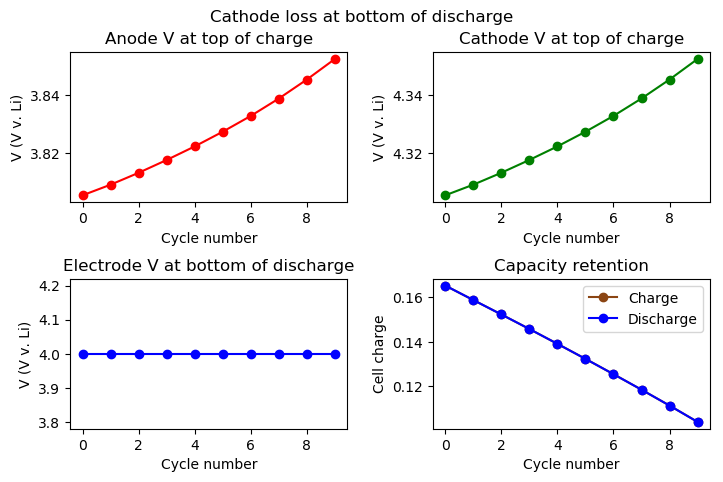 Cathode loss at bottom of discharge
Anode V at top of charge
V (V v. Li)
3.84
3.82
0 2 4 6 8
Cycle number
Cathode V at top of charge
V (V v. Li)
4.34
4.32
0 2 4 6 8
Cycle number
Electrode V at bottom of discharge
V (V v. Li)
4.2
4.1
4.0
3.9
3.8
0 2 4 6 8
Cycle number
Capacity retention
Cell charge
0.16
0.14
0.12
Charge
Discharge
0 2 4 6 8
Cycle number